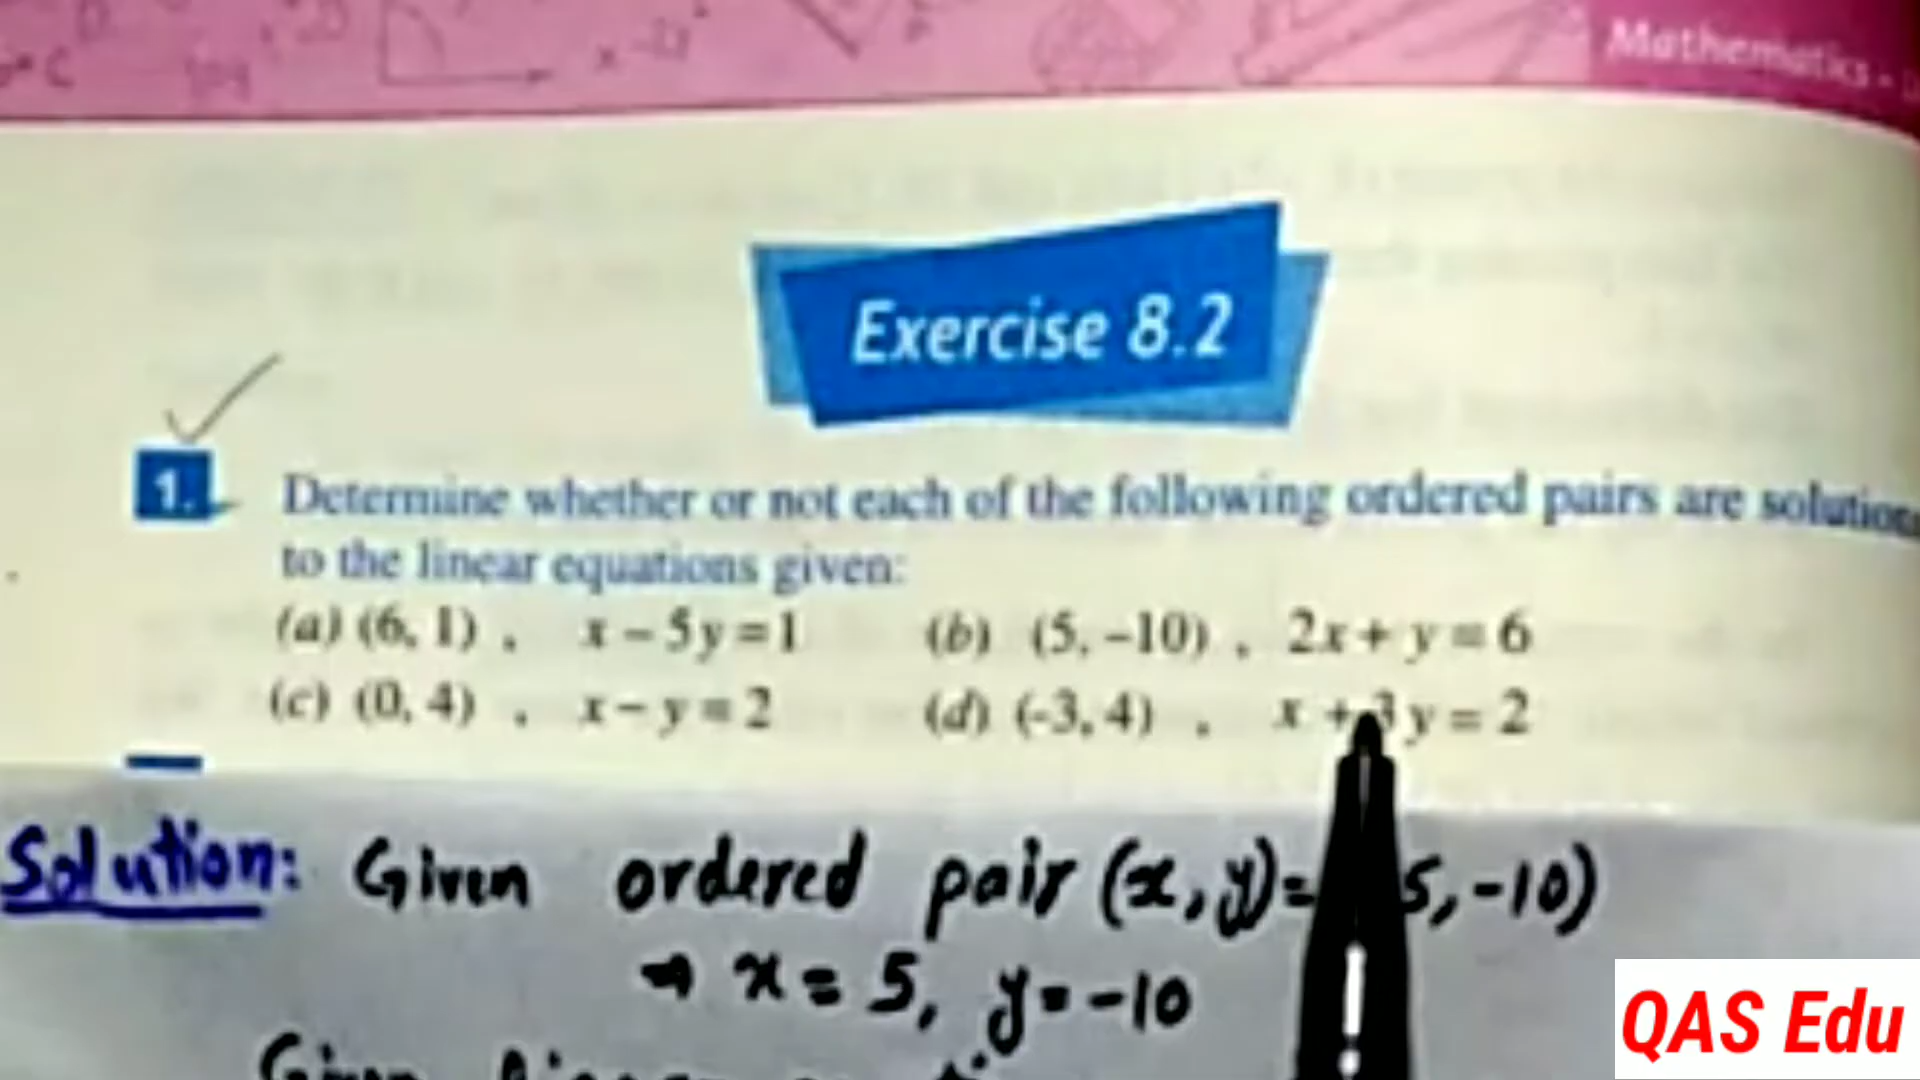 Mathematics -
Exercise 8.2
1. Determine whether or not each of the following ordered pairs are solutions
to the linear equations given:
(a) (6, 1) , x – 5y = 1 (b) (5, –10) , 2x + y = 6
(c) (0, 4) , x – y = 2 (d) (-3, 4) , x + 3y = 2
Solution: Given ordered pair (x, y) = 5, -10)
⇒ x = 5, y = -10
Given
QAS Edu